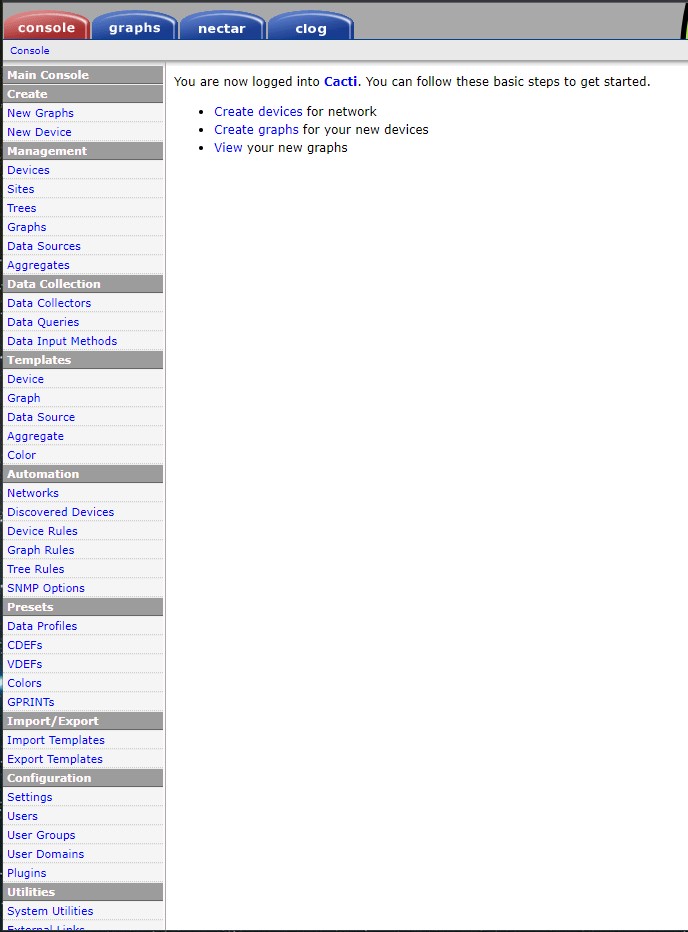 console graphs nectar clog
Console
Main Console
Create
New Graphs
New Device
Management
Devices
Sites
Trees
Graphs
Data Sources
Aggregates
Data Collection
Data Collectors
Data Queries
Data Input Methods
Templates
Device
Graph
Data Source
Aggregate
Color
Automation
Networks
Discovered Devices
Device Rules
Graph Rules
Tree Rules
SNMP Options
Presets
Data Profiles
CDEFs
VDEFs
Colors
GPRINTs
Import/Export
Import Templates
Export Templates
Configuration
Settings
Users
User Groups
User Domains
Plugins
Utilities
System Utilities
External Links
You are now logged into Cacti. You can follow these basic steps to get started.
• Create devices for network
• Create graphs for your new devices
• View your new graphs